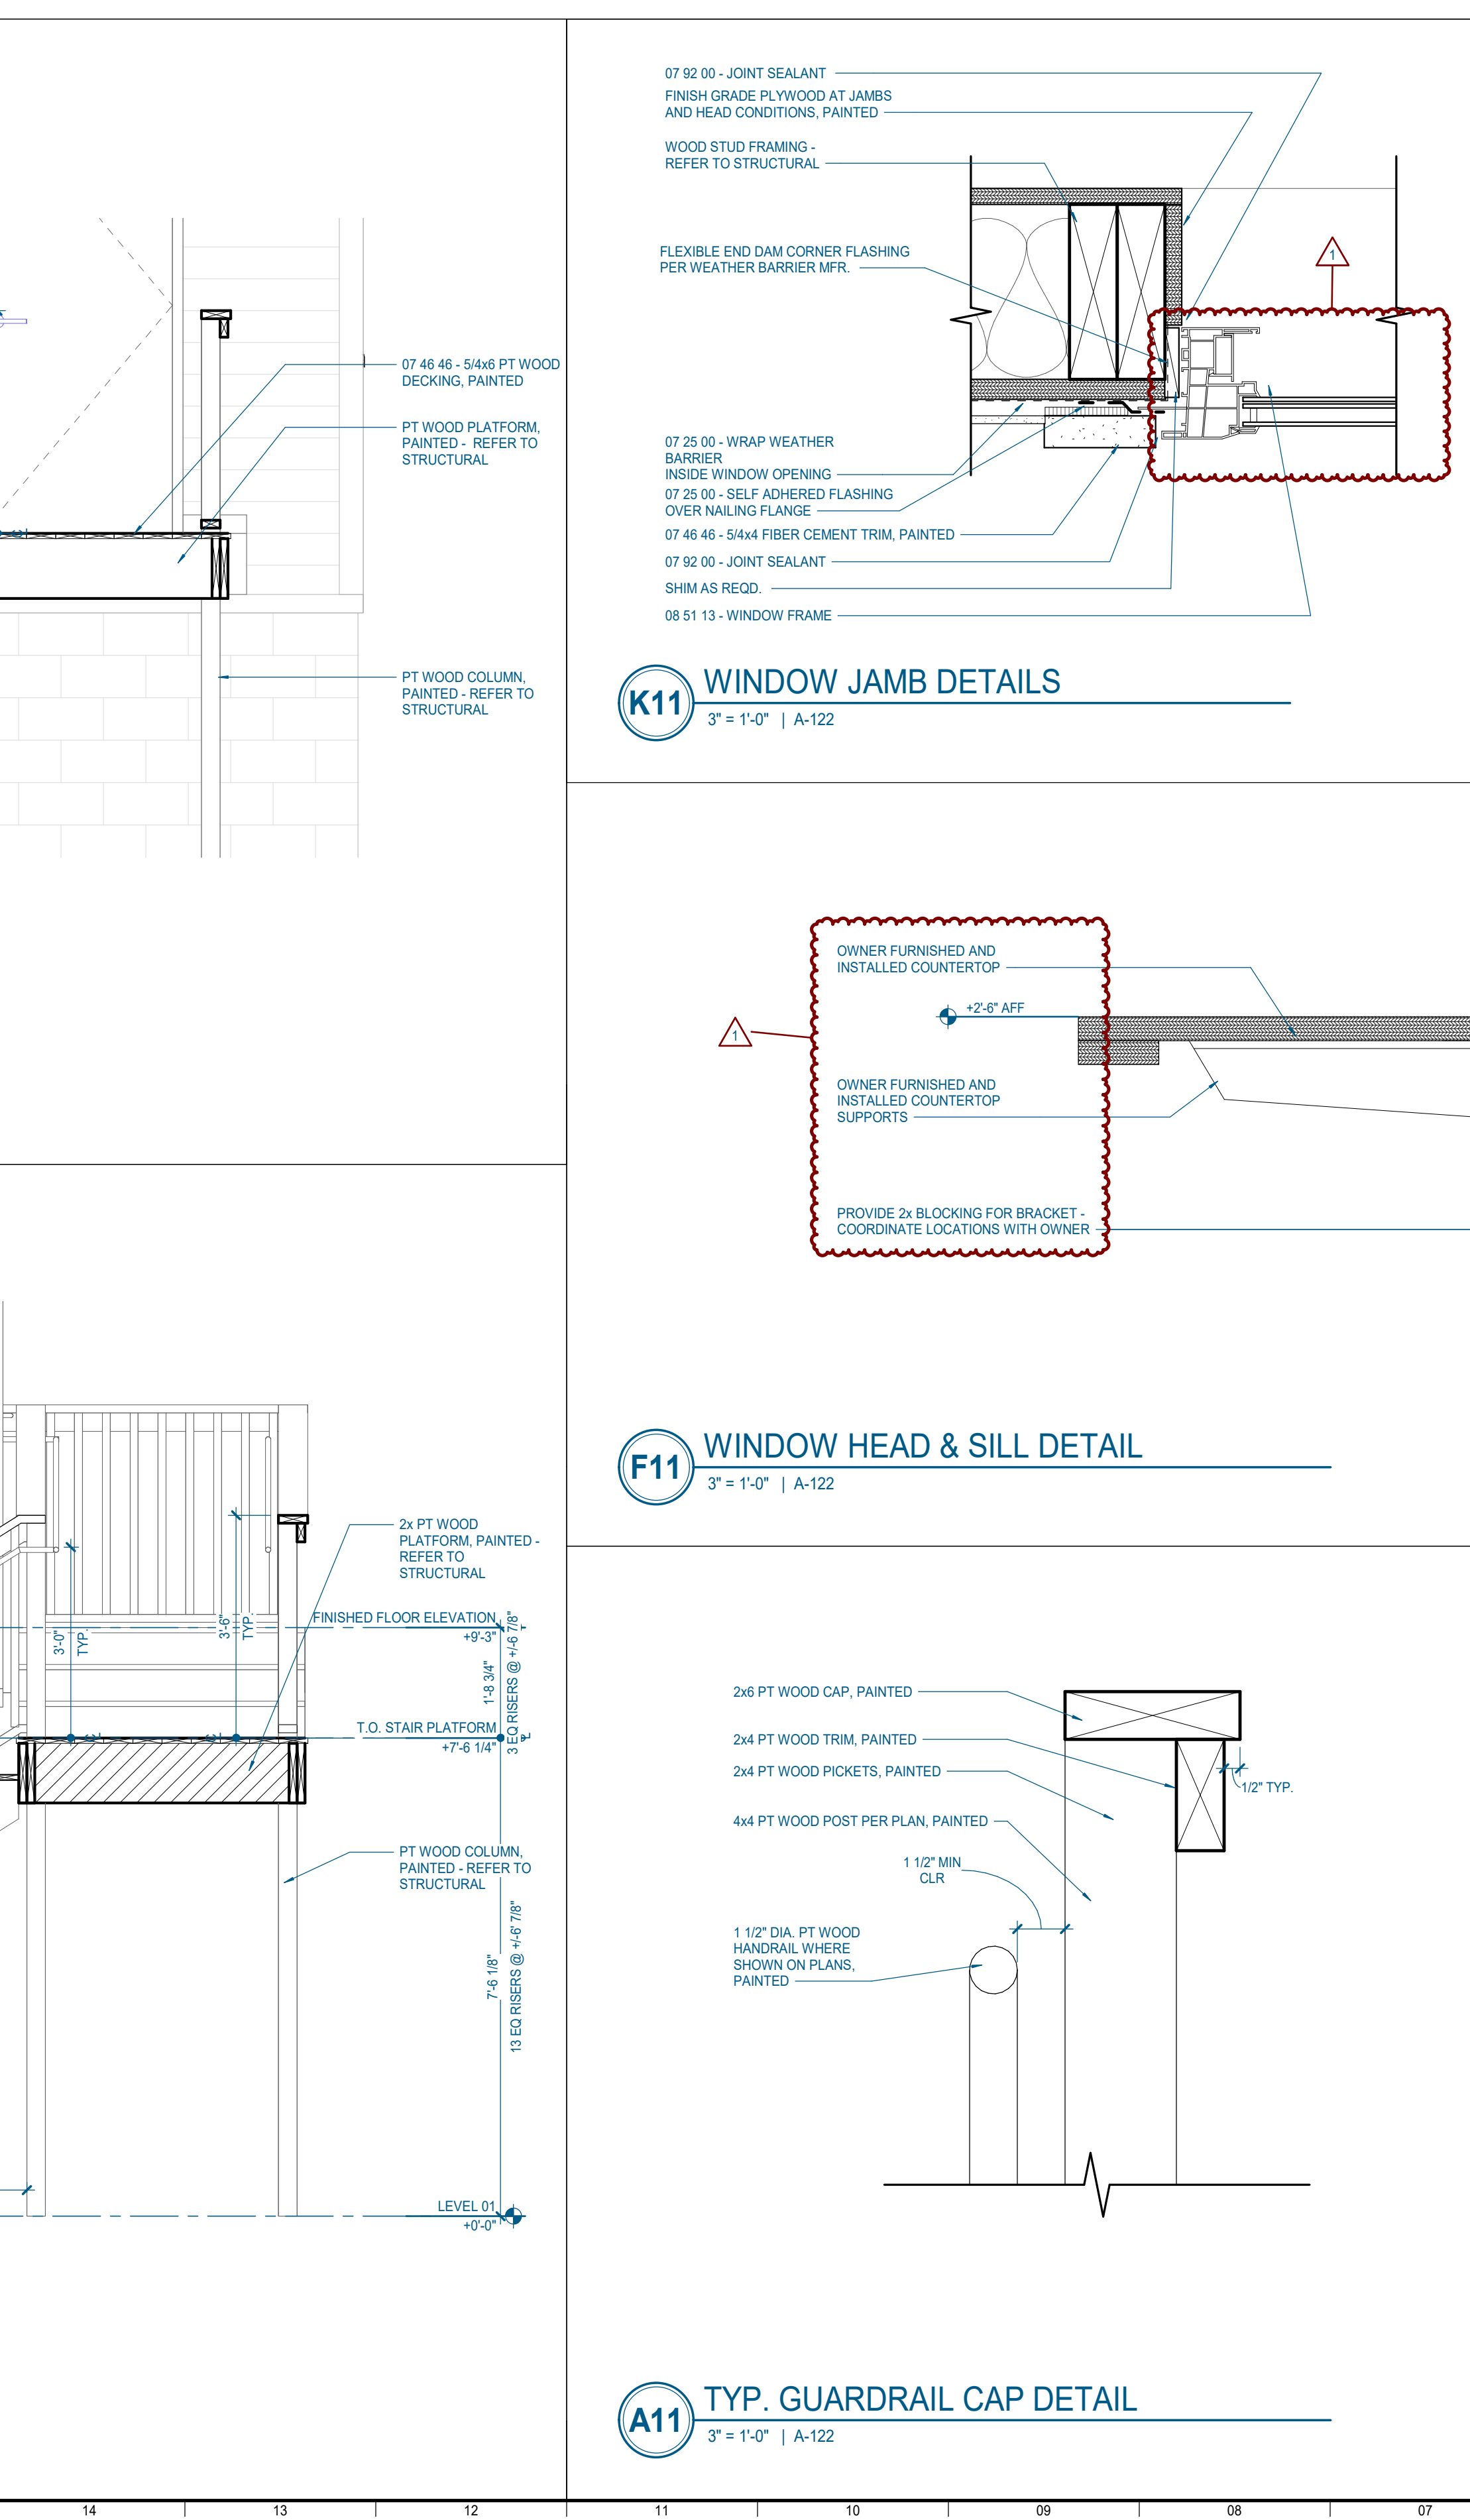 07 92 00 - JOINT SEALANT
FINISH GRADE PLYWOOD AT JAMBS
AND HEAD CONDITIONS, PAINTED
WOOD STUD FRAMING -
REFER TO STRUCTURAL
FLEXIBLE END DAM CORNER FLASHING
PER WEATHER BARRIER MFR.
1
07 25 00 - WRAP WEATHER
BARRIER
INSIDE WINDOW OPENING
07 25 00 - SELF ADHERED FLASHING
OVER NAILING FLANGE
07 46 46 - 5/4x4 FIBER CEMENT TRIM, PAINTED
07 92 00 - JOINT SEALANT
SHIM AS REQD.
08 51 13 - WINDOW FRAME
K11
WINDOW JAMB DETAILS
3" = 1'-0" | A-122
07 46 46 - 5/4x6 PT WOOD
DECKING, PAINTED
PT WOOD PLATFORM,
PAINTED - REFER TO
STRUCTURAL
PT WOOD COLUMN,
PAINTED - REFER TO
STRUCTURAL
OWNER FURNISHED AND
INSTALLED COUNTERTOP
+2'-6" AFF
1
OWNER FURNISHED AND
INSTALLED COUNTERTOP
SUPPORTS
PROVIDE 2x BLOCKING FOR BRACKET -
COORDINATE LOCATIONS WITH OWNER
F11
WINDOW HEAD & SILL DETAIL
3" = 1'-0" | A-122
2x PT WOOD
PLATFORM, PAINTED -
REFER TO
STRUCTURAL
FINISHED FLOOR ELEVATION
+9'-3"
3'-0"
TYP.
3'-6"
TYP.
1'-8 3/4"
3 EQ RISERS @ +/-6 7/8"
T.O. STAIR PLATFORM
+7'-6 1/4"
PT WOOD COLUMN,
PAINTED - REFER TO
STRUCTURAL
7'-6 1/8"
13 EQ RISERS @ +/-6' 7/8"
LEVEL 01
+0'-0"
2x6 PT WOOD CAP, PAINTED
2x4 PT WOOD TRIM, PAINTED
2x4 PT WOOD PICKETS, PAINTED
1/2" TYP.
4x4 PT WOOD POST PER PLAN, PAINTED
1 1/2" MIN
CLR
1 1/2" DIA. PT WOOD
HANDRAIL WHERE
SHOWN ON PLANS,
PAINTED
A11
TYP. GUARDRAIL CAP DETAIL
3" = 1'-0" | A-122
14 13 12 11 10 09 08 07